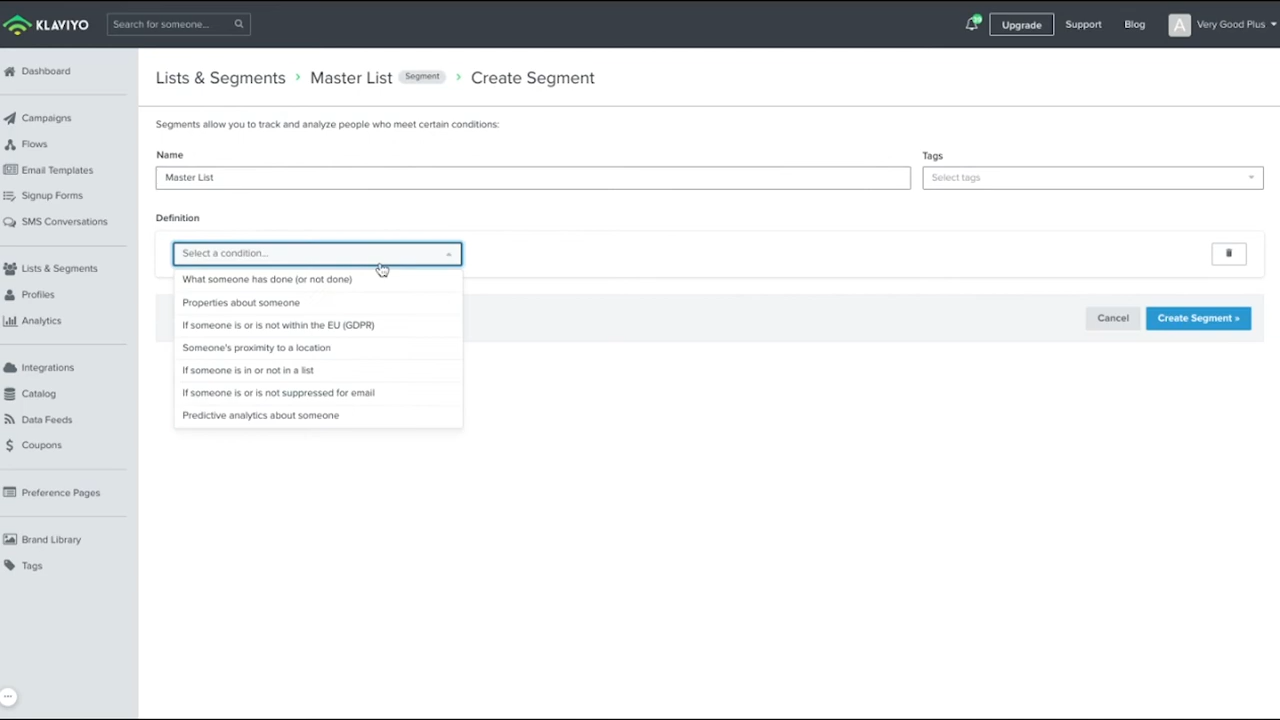 KLAVIYO
Search for someone...
Upgrade
Support
Blog
A
Very Good Plus
Dashboard
Campaigns
Flows
Email Templates
Signup Forms
SMS Conversations
Lists & Segments
Profiles
Analytics
Integrations
Catalog
Data Feeds
Coupons
Preference Pages
Brand Library
Tags
Lists & Segments > Master List Segment > Create Segment
Segments allow you to track and analyze people who meet certain conditions:
Name
Tags
Master List
Select tags
Definition
Select a condition...
What someone has done (or not done)
Properties about someone
If someone is or is not within the EU (GDPR)
Someone's proximity to a location
If someone is in or not in a list
If someone is or is not suppressed for email
Predictive analytics about someone
Cancel
Create Segment »